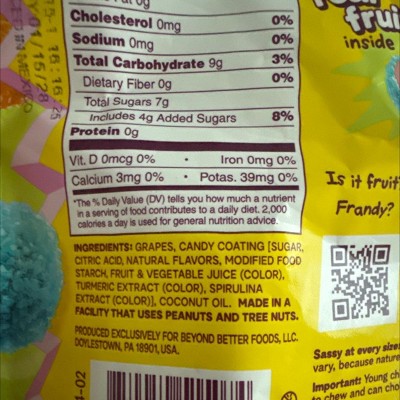 Cholesterol 0mg 0%
Sodium 0mg 0%
Total Carbohydrate 9g 3%
Dietary Fiber 0g 0%
Total Sugars 7g
Includes 4g Added Sugars 8%
Protein 0g
Vit. D 0mcg 0% • Iron 0mg 0%
Calcium 3mg 0% • Potas. 39mg 0%
*The % Daily Value (DV) tells you how much a nutrient
in a serving of food contributes to a daily diet. 2,000
calories a day is used for general nutrition advice.
INGREDIENTS: GRAPES, CANDY COATING [SUGAR,
CITRIC ACID, NATURAL FLAVORS, MODIFIED FOOD
STARCH, FRUIT & VEGETABLE JUICE (COLOR),
TURMERIC EXTRACT (COLOR), SPIRULINA
EXTRACT (COLOR)], COCONUT OIL. MADE IN A
FACILITY THAT USES PEANUTS AND TREE NUTS.
PRODUCED EXCLUSIVELY FOR BEYOND BETTER FOODS, LLC.
DOYLESTOWN, PA 18901, USA.
inside
Is it fruit
Frandy?
Sassy at every size
vary, because nature
Important: Young ch
to chew and can cho